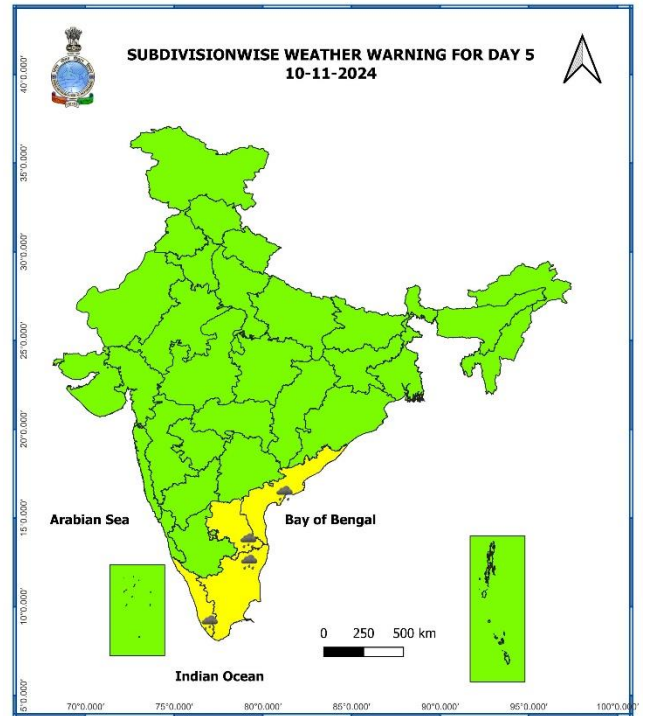 SUBDIVISIONWISE WEATHER WARNING FOR DAY 5
10-11-2024
40°0.000'
35°0.000'
30°0.000'
25°0.000'
20°0.000'
15°0.000'
10°0.000'
5°0.000'
Arabian Sea
Bay of Bengal
0 250 500 km
Indian Ocean
70°0.000' 75°0.000' 80°0.000' 85°0.000' 90°0.000' 95°0.000' 100°0.000'